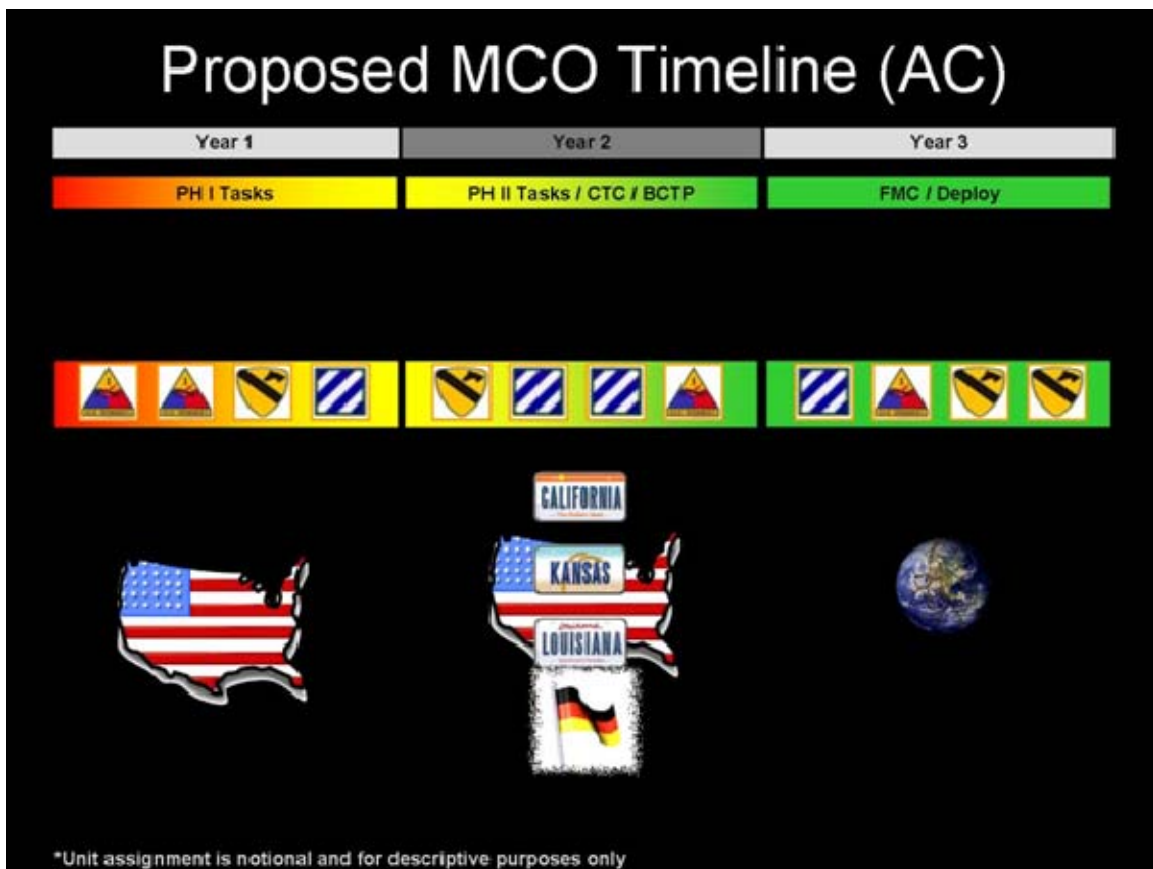 Proposed MCO Timeline (AC)
Year 1
Year 2
Year 3
PH I Tasks
PH II Tasks / CTC / BCTP
FMC / Deploy
CALIFORNIA
KANSAS
LOUISIANA
*Unit assignment is notional and for descriptive purposes only